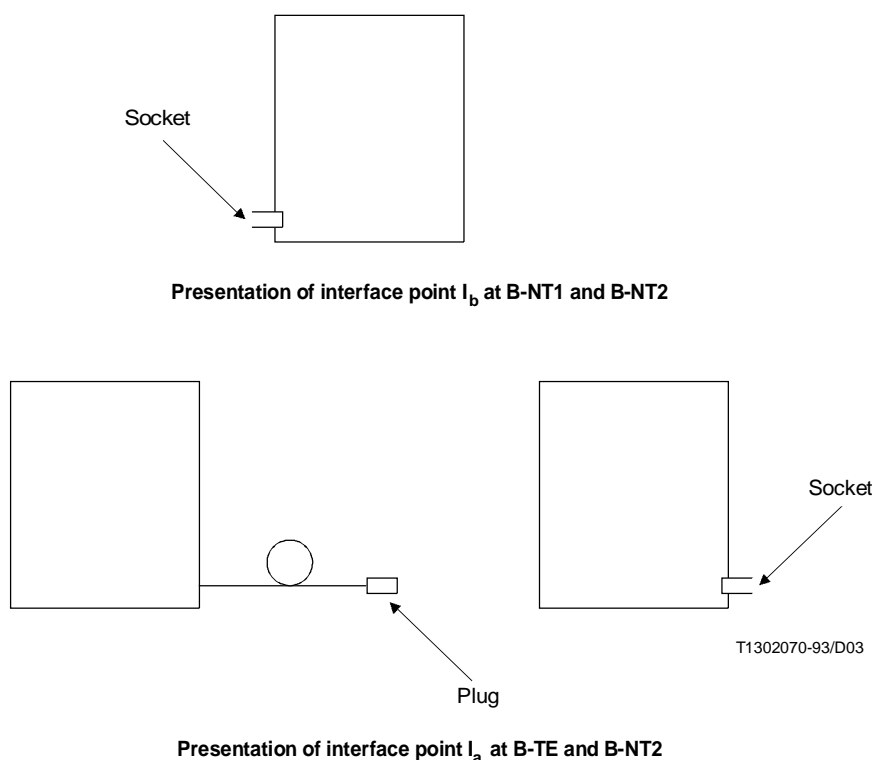 Socket
Presentation of interface point Ib at B-NT1 and B-NT2
Socket
T1302070-93/D03
Plug
Presentation of interface point Ia at B-TE and B-NT2